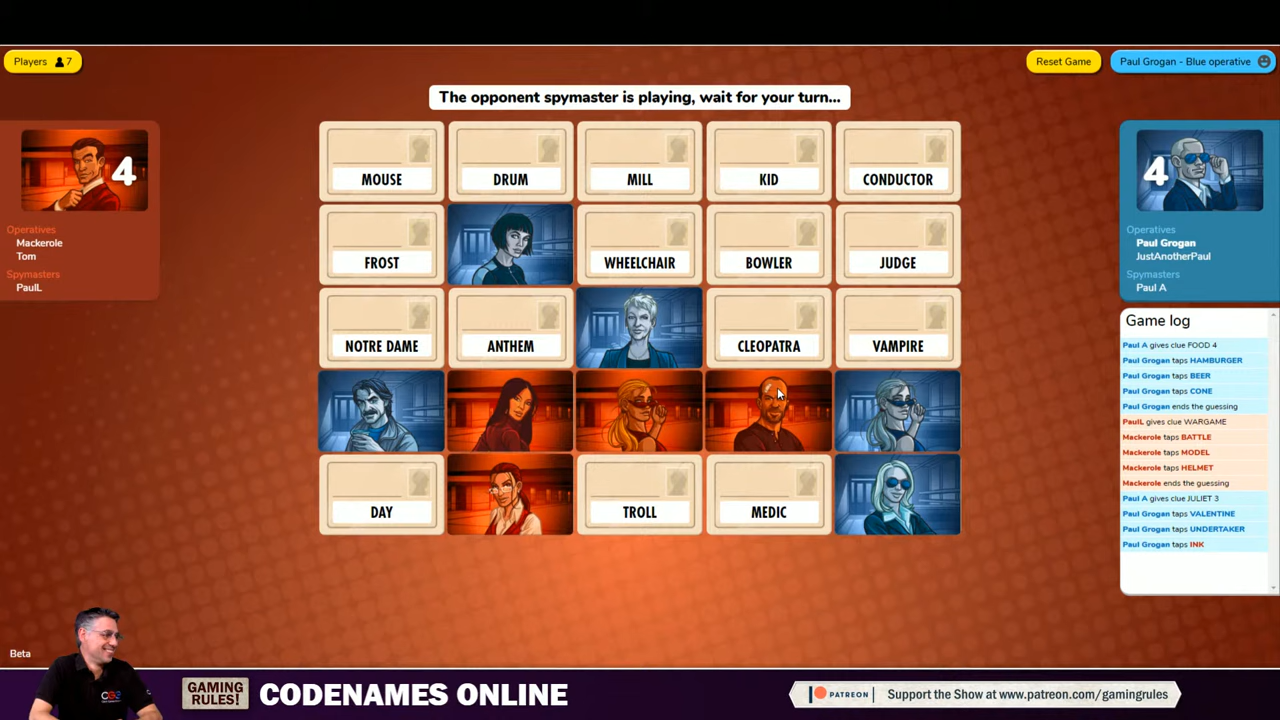 Players 7
Reset Game
Paul Grogan - Blue operative
The opponent spymaster is playing, wait for your turn...
4
Operatives
Mackerole
Tom
Spymasters
PaulL
MOUSE
DRUM
MILL
KID
CONDUCTOR
FROST
WHEELCHAIR
BOWLER
JUDGE
NOTRE DAME
ANTHEM
CLEOPATRA
VAMPIRE
DAY
TROLL
MEDIC
4
Operatives
Paul Grogan
JustAnotherPaul
Spymasters
Paul A
Game log
Paul A gives clue FOOD 4
Paul Grogan taps HAMBURGER
Paul Grogan taps BEER
Paul Grogan taps CONE
Paul Grogan ends the guessing
PaulL gives clue WARGAME
Mackerole taps BATTLE
Mackerole taps MODEL
Mackerole taps HELMET
Mackerole ends the guessing
Paul A gives clue JULIET 3
Paul Grogan taps VALENTINE
Paul Grogan taps UNDERTAKER
Paul Grogan taps INK
Beta
GAMING
RULES!
CODENAMES ONLINE
PATREON
Support the Show at www.patreon.com/gamingrules